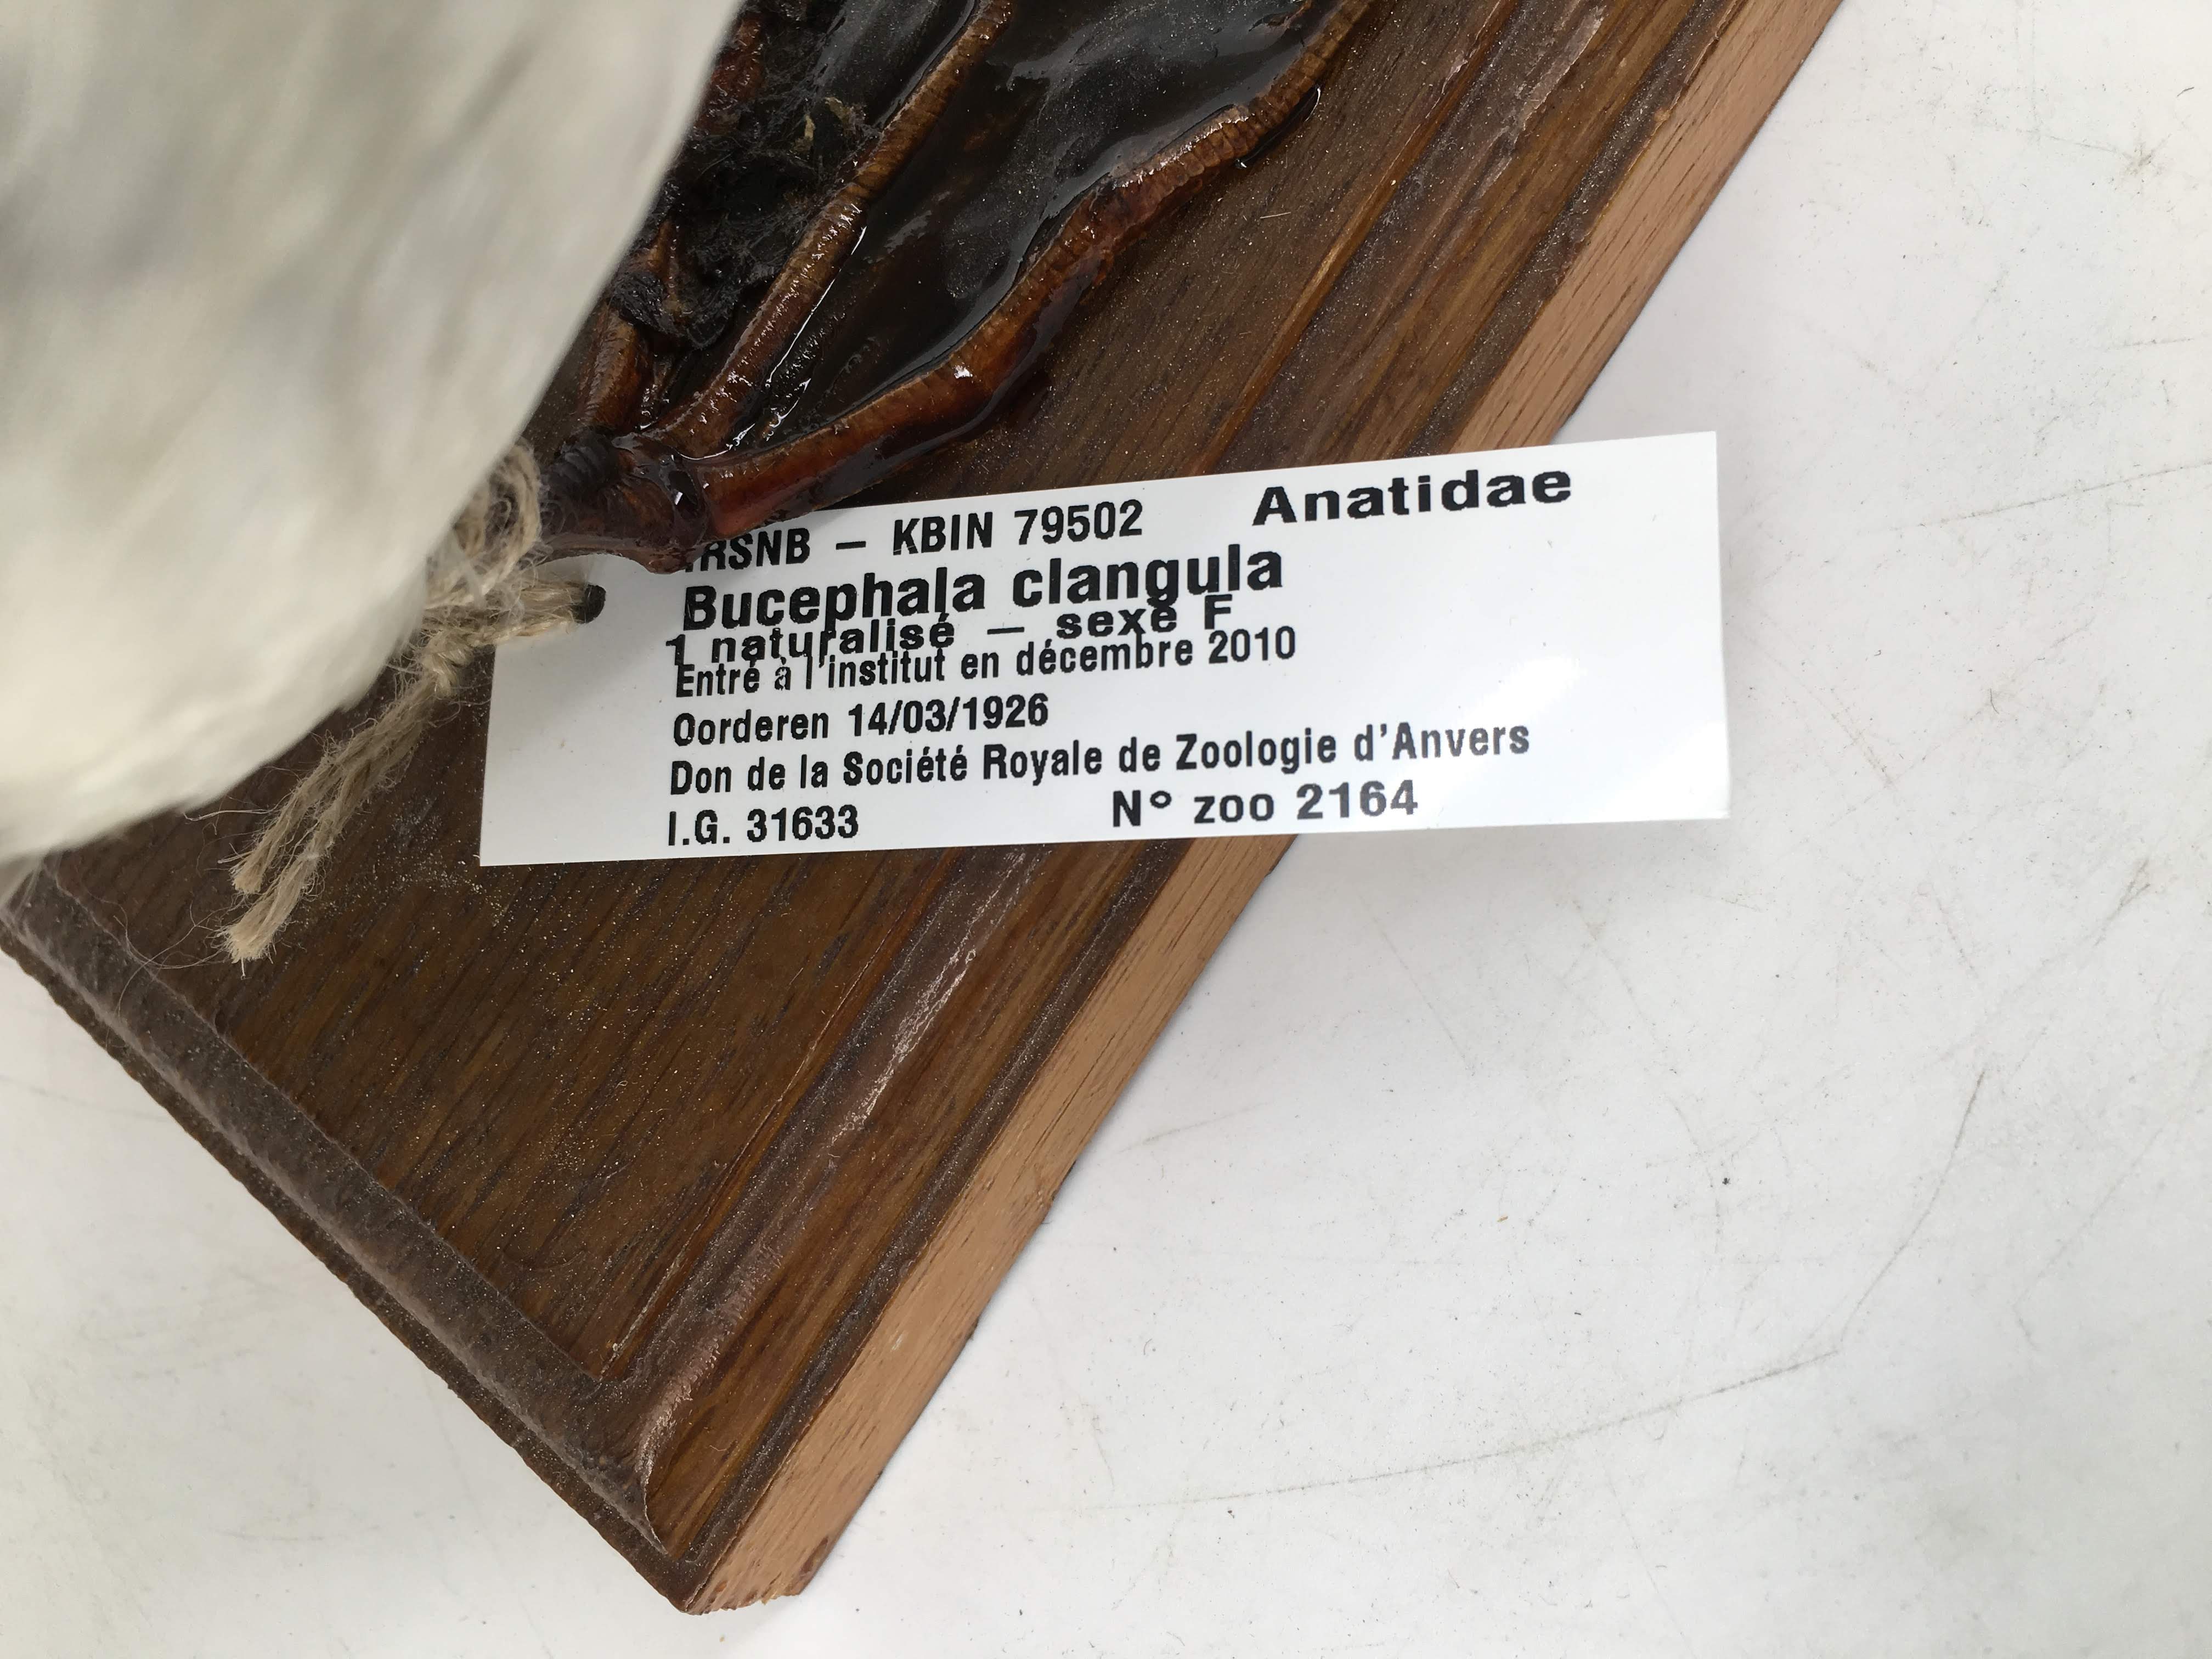 IRSNB – KBIN 79502 Anatidae
Bucephala clangula
1 naturalisé – sexe F
Entré à l'institut en décembre 2010
Oorderen 14/03/1926
Don de la Société Royale de Zoologie d'Anvers
I.G. 31633 N° zoo 2164